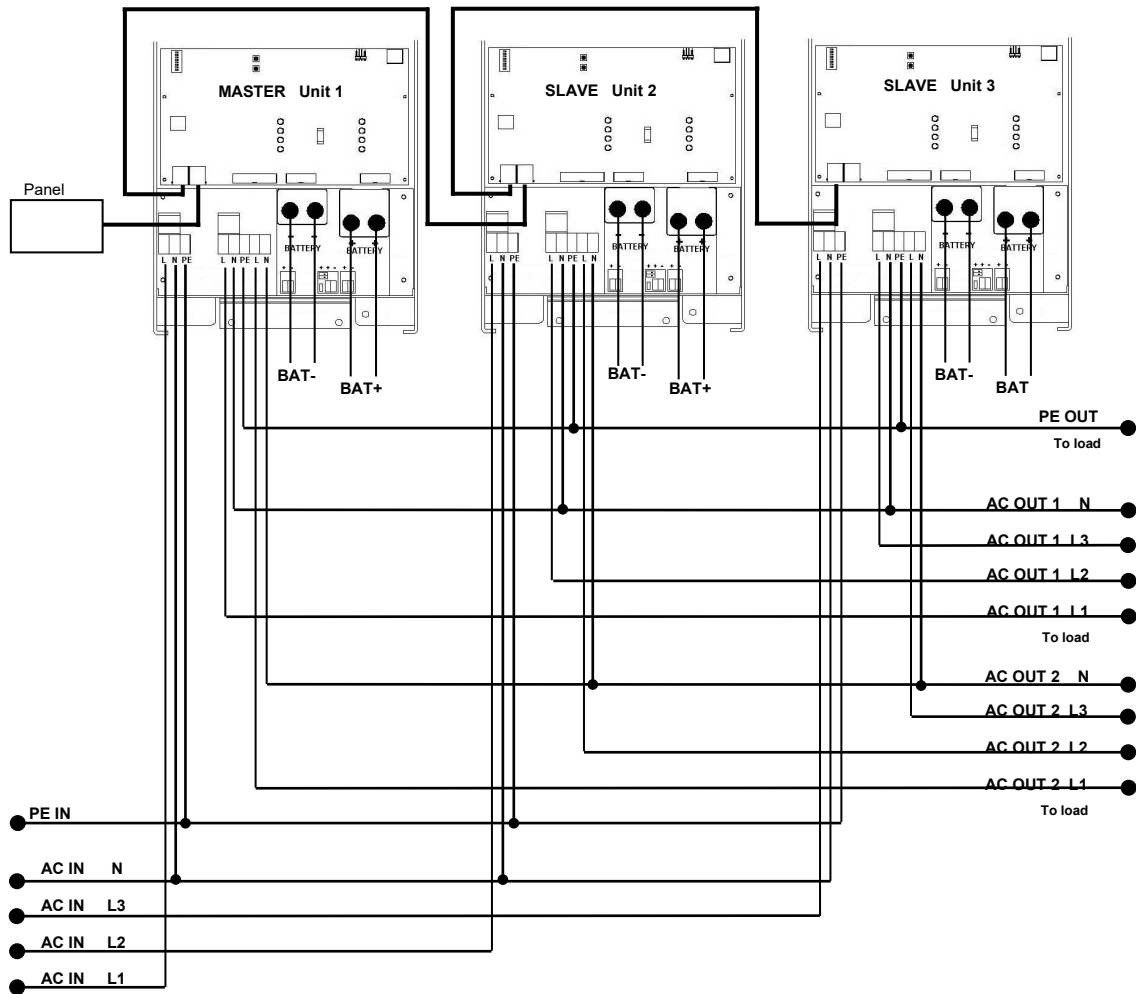 MASTER Unit 1
SLAVE Unit 2
SLAVE Unit 3
Panel
BATTERY
BATTERY
BATTERY
BATTERY
BATTERY
BATTERY
L N PE
L N PE L N
L N PE
L N PE L N
L N PE
L N PE L N
BAT-
BAT+
BAT-
BAT+
BAT-
BAT
PE OUT
To load
AC OUT 1 N
AC OUT 1 L3
AC OUT 1 L2
AC OUT 1 L1
To load
AC OUT 2 N
AC OUT 2 L3
AC OUT 2 L2
AC OUT 2 L1
To load
PE IN
AC IN N
AC IN L3
AC IN L2
AC IN L1